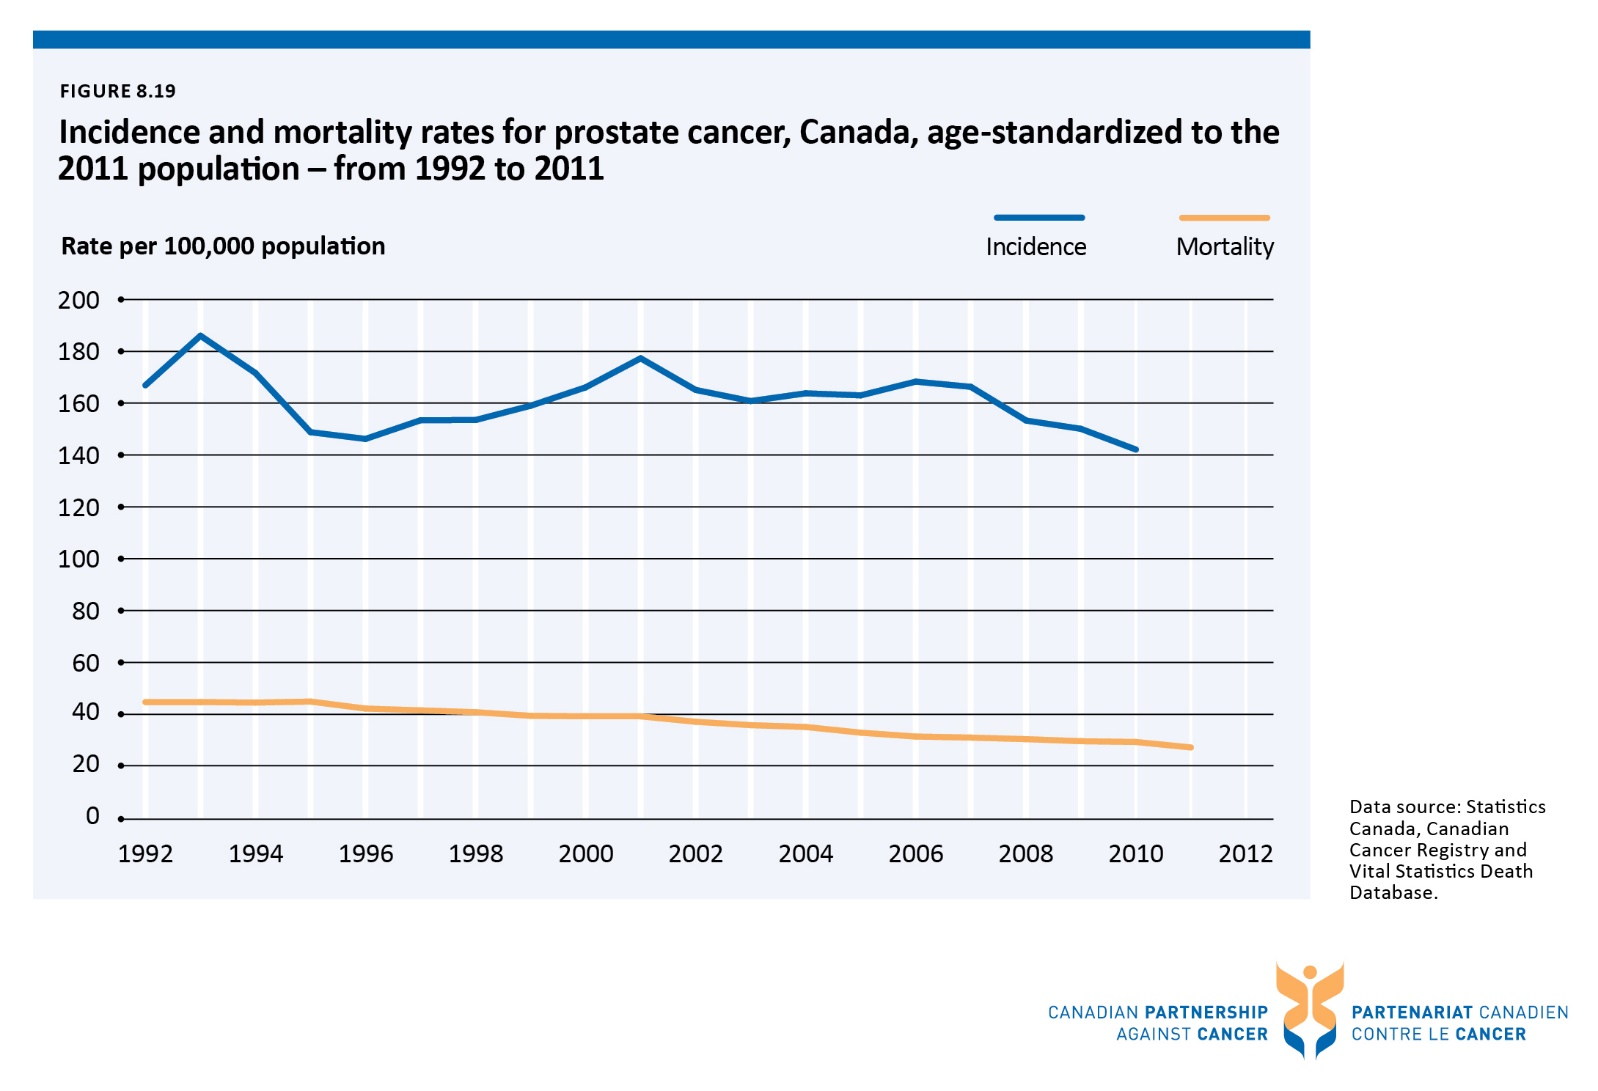 FIGURE 8.19
Incidence and mortality rates for prostate cancer, Canada, age-standardized to the
2011 population – from 1992 to 2011
Rate per 100,000 population
Incidence
Mortality
200
180
160
140
120
100
80
60
40
20
0
1992 1994 1996 1998 2000 2002 2004 2006 2008 2010 2012
Data source: Statistics
Canada, Canadian
Cancer Registry and
Vital Statistics Death
Database.
CANADIAN PARTNERSHIP
AGAINST CANCER
PARTENARIAT CANADIEN
CONTRE LE CANCER